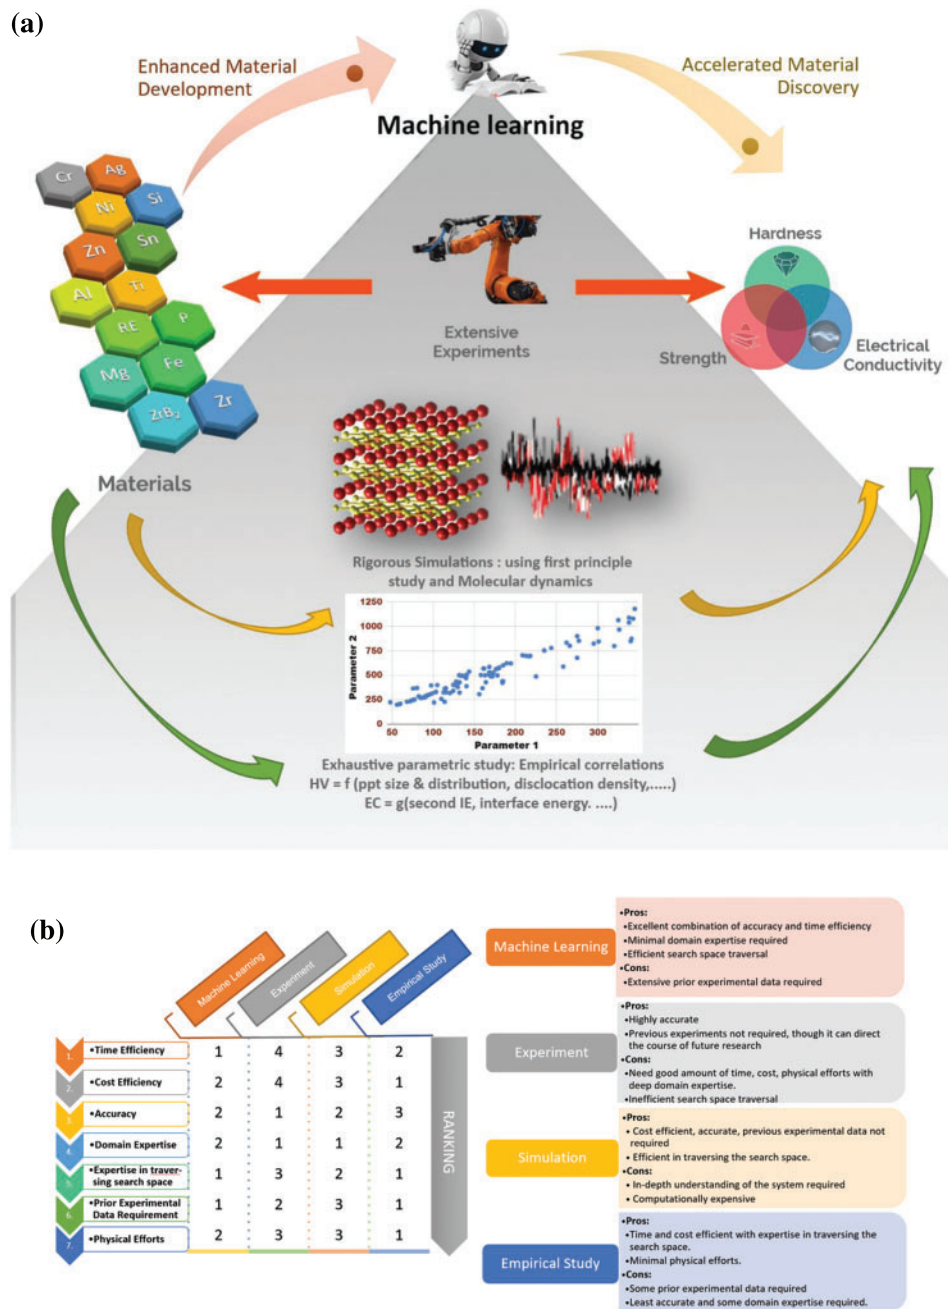 (a)
Enhanced Material
Development
Accelerated Material
Discovery
Machine learning
Cr
Ag
Ni
Si
Zn
Sn
Al
Ti
RE
P
Mg
Fe
ZrB2
Zr
Materials
Extensive
Experiments
Hardness
Strength
Electrical
Conductivity
Rigorous Simulations : using first principle
study and Molecular dynamics
Parameter 2
1250
1000
750
500
250
0
50
100
150
200
250
300
Parameter 1
Exhaustive parametric study: Empirical correlations
HV = f (ppt size & distribution, disclocation density,.....)
EC = g(second IE, interface energy. ....)
(b)
Machine Learning
Experiment
Simulation
Empirical Study
1. •Time Efficiency 1 4 3 2
2. •Cost Efficiency 2 4 3 1
3. •Accuracy 2 1 2 3
4. •Domain Expertise 2 1 1 2
5. •Expertise in traver-
sing search space 1 3 2 1
6. •Prior Experimental
Data Requirement 1 2 3 1
7. •Physical Efforts 2 3 3 1
RANKING
Machine Learning
•Pros:
•Excellent combination of accuracy and time efficiency
•Minimal domain expertise required
•Efficient search space traversal
•Cons:
•Extensive prior experimental data required
Experiment
•Pros:
•Highly accurate
•Previous experiments not required, though it can direct
the course of future research
•Cons:
•Need good amount of time, cost, physical efforts with
deep domain expertise.
•Inefficient search space traversal
Simulation
•Pros:
• Cost efficient, accurate, previous experimental data not
required
• Efficient in traversing the search space.
•Cons:
• In-depth understanding of the system required
• Computationally expensive
Empirical Study
•Pros:
•Time and cost efficient with expertise in traversing the
search space.
•Minimal physical efforts.
•Cons:
•Some prior experimental data required
•Least accurate and some domain expertise required.